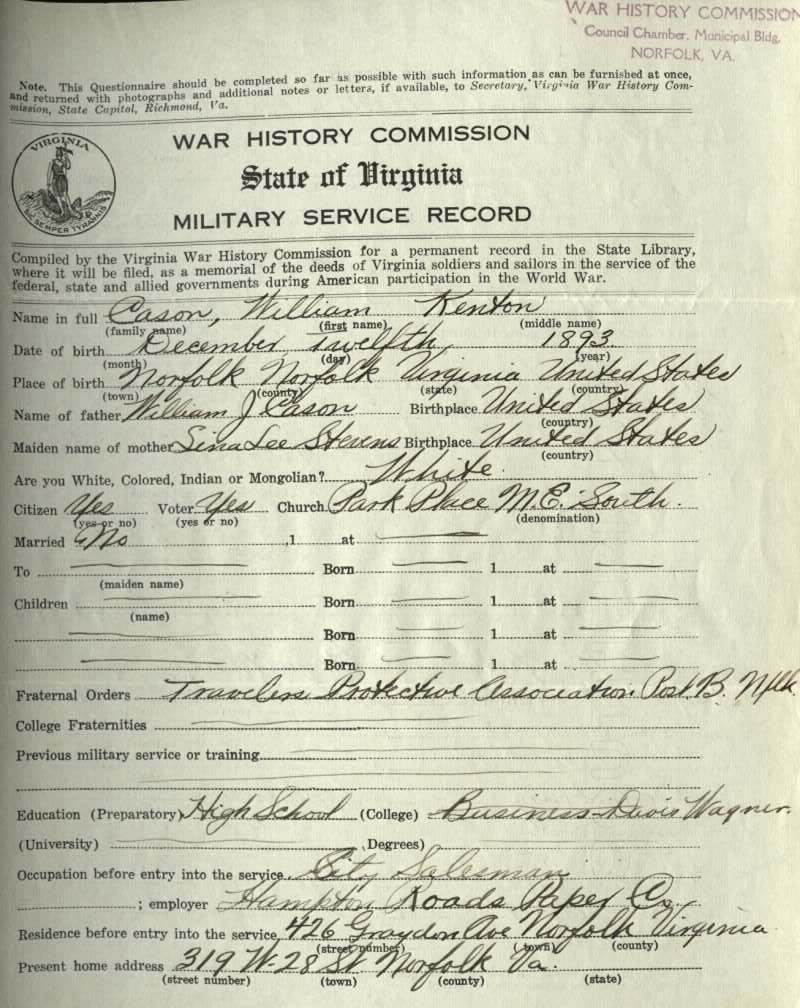 WAR HISTORY COMMISSION
Council Chamber, Municipal Bldg,
NORFOLK, VA.
Note. This Questionnaire should be completed so far as possible with such information as can be furnished at once,
and returned with photographs and additional notes or letters, if available, to Secretary, Virginia War History Com-
mission, State Capitol, Richmond, Va.
VIRGINIA
SIC SEMPER TYRANNIS
WAR HISTORY COMMISSION
State of Virginia
MILITARY SERVICE RECORD
Compiled by the Virginia War History Commission for a permanent record in the State Library,
where it will be filed, as a memorial of the deeds of Virginia soldiers and sailors in the service of the
federal, state and allied governments during American participation in the World War.
Name in full Cason, William Kenton
(family name) (first name) (middle name)
Date of birth December Twelfth 1893
(month) (day) (year)
Place of birth Norfolk Norfolk Virginia United States
(town) (county) (state) (country)
Name of father William J Cason Birthplace United States
(country)
Maiden name of mother Sina Lee Stevens Birthplace United States
(country)
Are you White, Colored, Indian or Mongolian? White.
Citizen Yes Voter Yes Church Park Place M.E. South.
(yes or no) (yes or no) (denomination)
Married No ,1 at
To Born 1 at
(maiden name)
Children Born 1 at
(name)
Born 1 at
Born 1 at
Fraternal Orders Travelers Protective Association. Post B. Nflk.
College Fraternities
Previous military service or training
Education (Preparatory) High School (College) Business-Davis Wagner.
(University) Degrees)
Occupation before entry into the service City Salesman
; employer Hampton Roads Paper Co.
Residence before entry into the service 426 Graydon Ave Norfolk Virginia
(street number) (town) (county)
Present home address 319 W-28 St Norfolk Va.
(street number) (town) (county) (state)